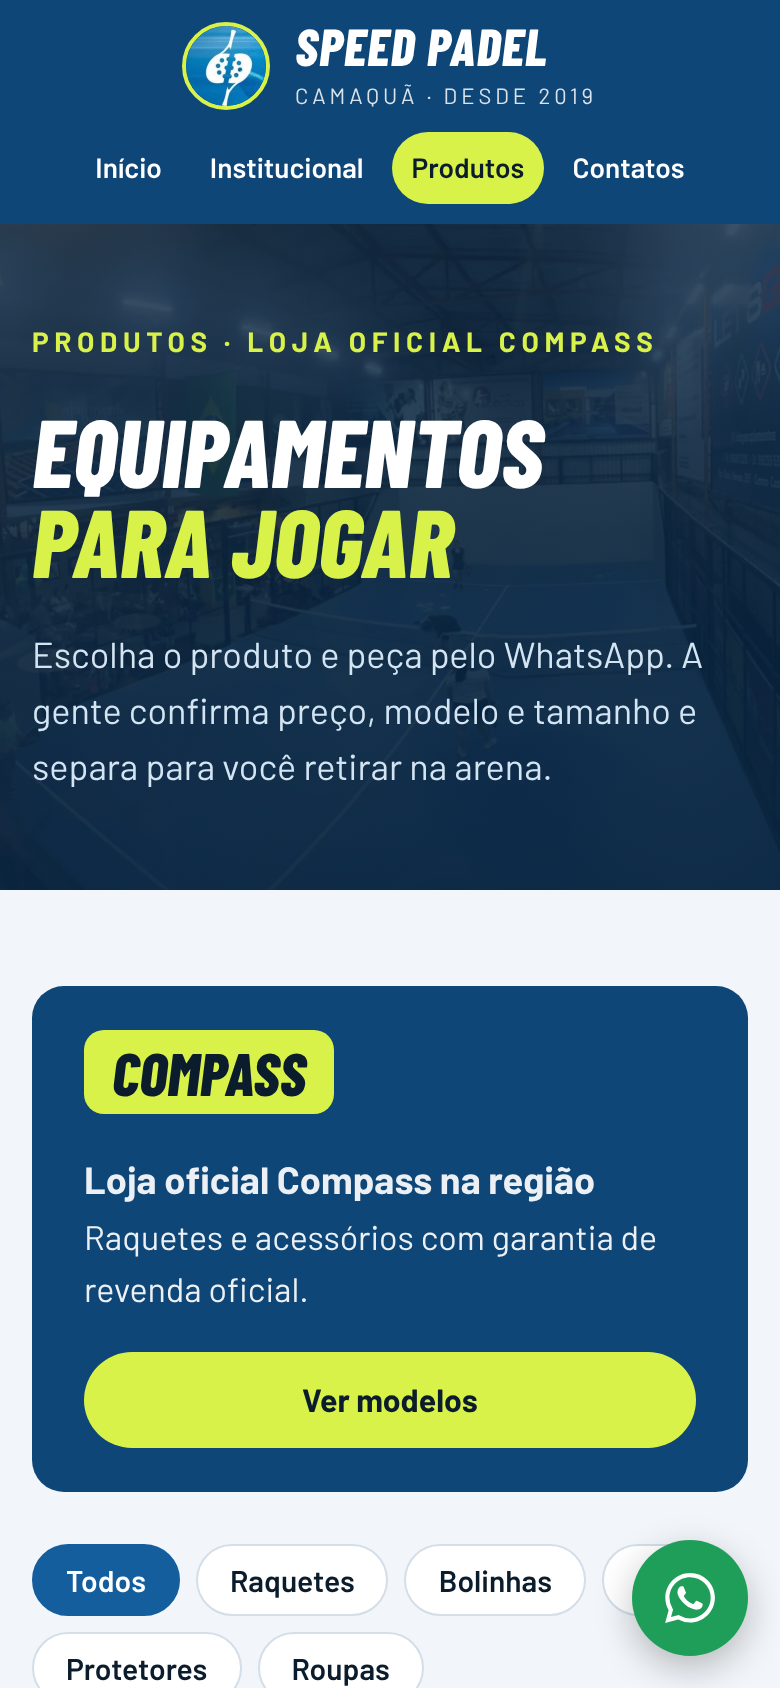 SPEED PADEL
CAMAQUÃ · DESDE 2019
Início Institucional Produtos Contatos
PRODUTOS · LOJA OFICIAL COMPASS
EQUIPAMENTOS
PARA JOGAR
Escolha o produto e peça pelo WhatsApp. A
gente confirma preço, modelo e tamanho e
separa para você retirar na arena.
COMPASS
Loja oficial Compass na região
Raquetes e acessórios com garantia de
revenda oficial.
Ver modelos
Todos Raquetes Bolinhas
Protetores Roupas